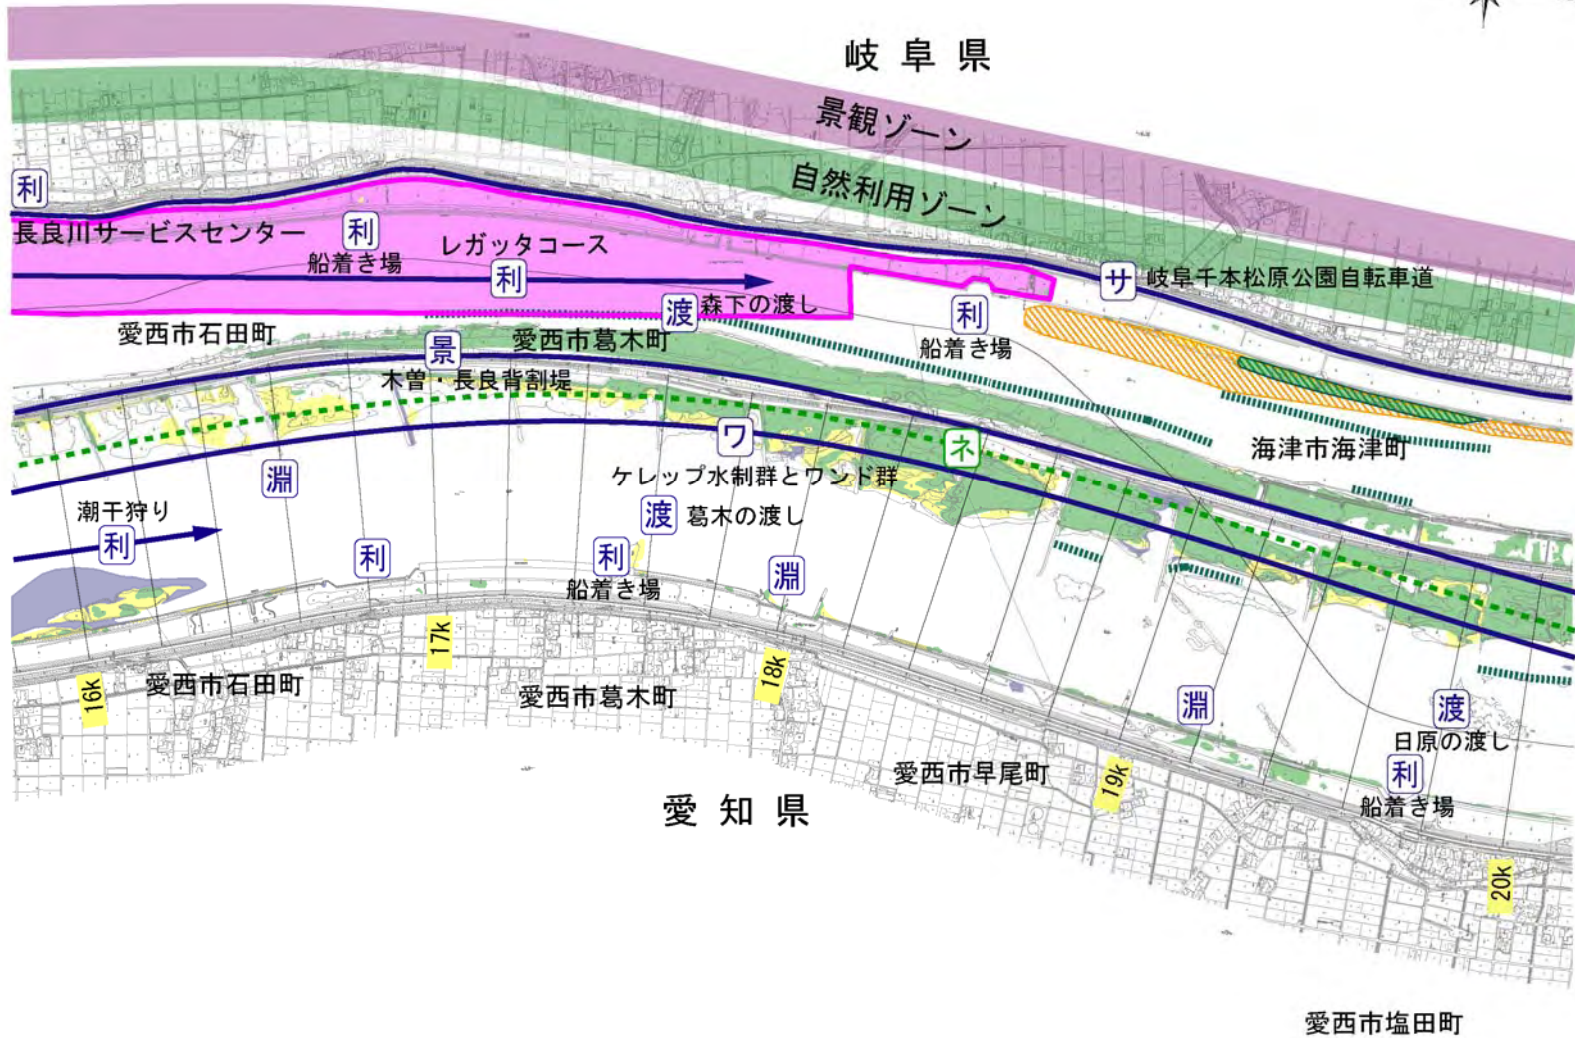 岐阜県
景観ゾーン
自然利用ゾーン
利
長良川サービスセンター
利
船着き場
レガッタコース
利
サ
岐阜千本松原公園自転車道
渡
森下の渡し
利
船着き場
愛西市石田町
景
愛西市葛木町
木曽・長良背割堤
海津市海津町
ワ
ネ
ケレップ水制群とワンド群
淵
潮干狩り
利
渡
葛木の渡し
利
利
船着き場
淵
16k
愛西市石田町
17k
愛西市葛木町
18k
淵
渡
日原の渡し
愛西市早尾町
19k
利
船着き場
愛知県
20k
愛西市塩田町